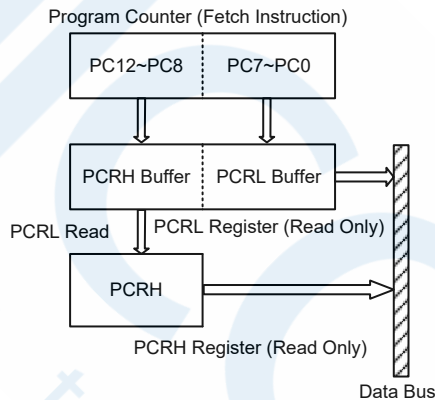 Program Counter (Fetch Instruction)
PC12~PC8 PC7~PC0
PCRH Buffer PCRL Buffer
PCRL Read PCRL Register (Read Only)
PCRH
PCRH Register (Read Only)
Data Bus